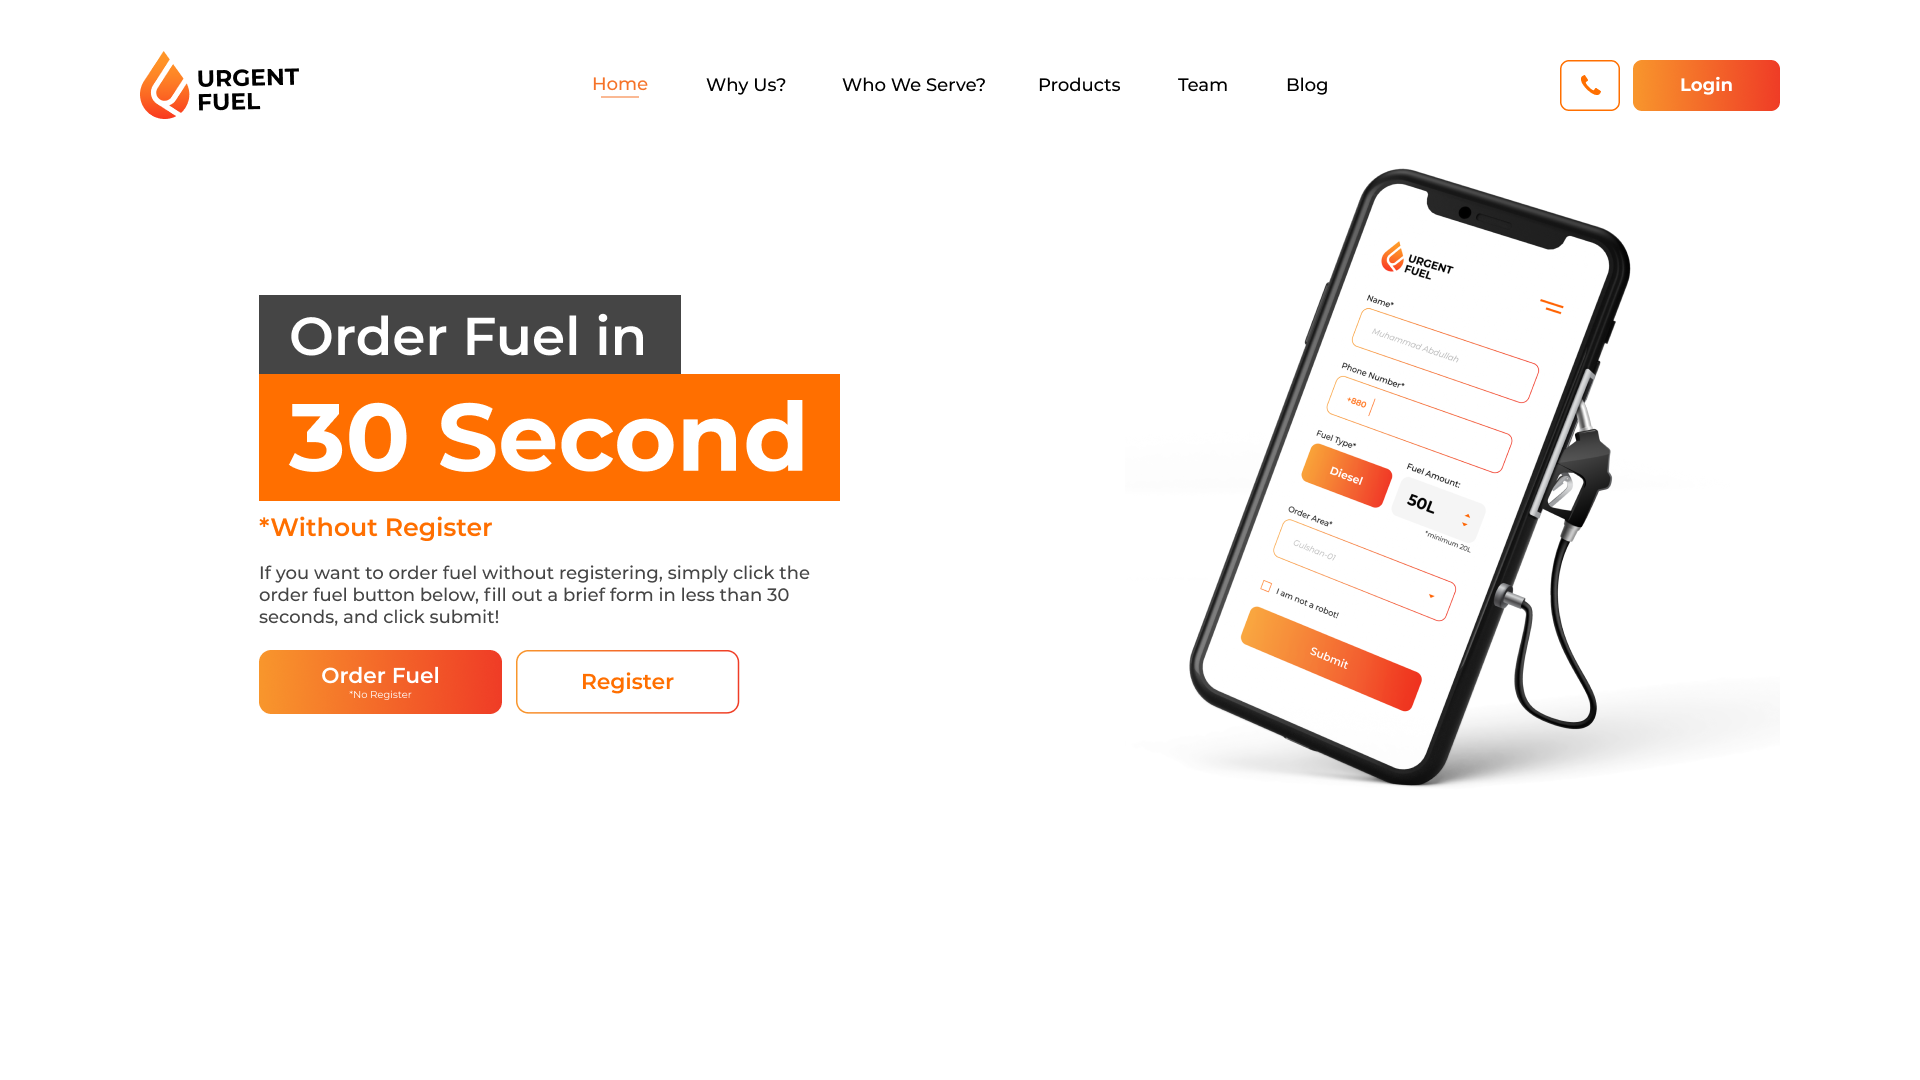 URGENT
FUEL
Home
Why Us?
Who We Serve?
Products
Team
Blog
Login
Order Fuel in
30 Second
*Without Register
If you want to order fuel without registering, simply click the
order fuel button below, fill out a brief form in less than 30
seconds, and click submit!
Order Fuel
*No Register
Register
URGENT
FUEL
Name*
Muhammad Abdullah
Phone Number*
+880
Fuel Type*
Diesel
Fuel Amount:
50L
*minimum 20L
Order Area*
Gulshan-01
I am not a robot!
Submit